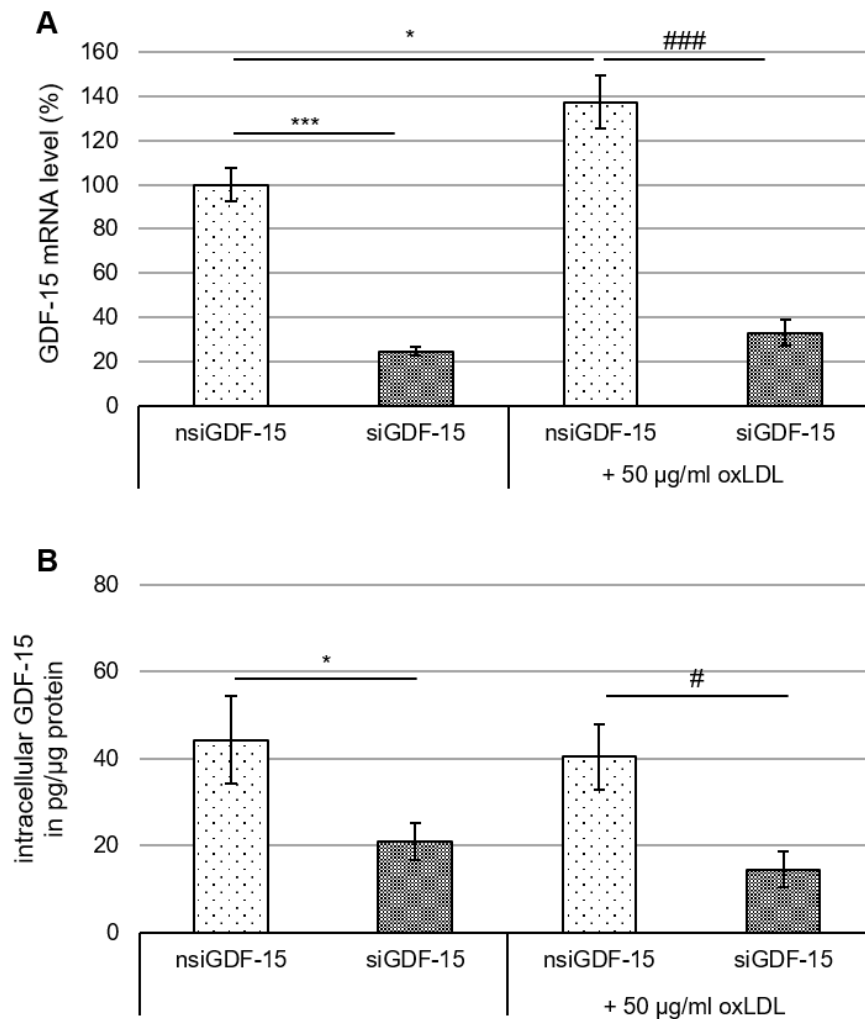 A
GDF-15 mRNA level (%)
160
140
120
100
80
60
40
20
0
*
###
***
nsiGDF-15 siGDF-15 nsiGDF-15 siGDF-15
+ 50 µg/ml oxLDL
B
intracellular GDF-15
in pg/µg protein
80
60
40
20
0
*
#
nsiGDF-15 siGDF-15 nsiGDF-15 siGDF-15
+ 50 µg/ml oxLDL